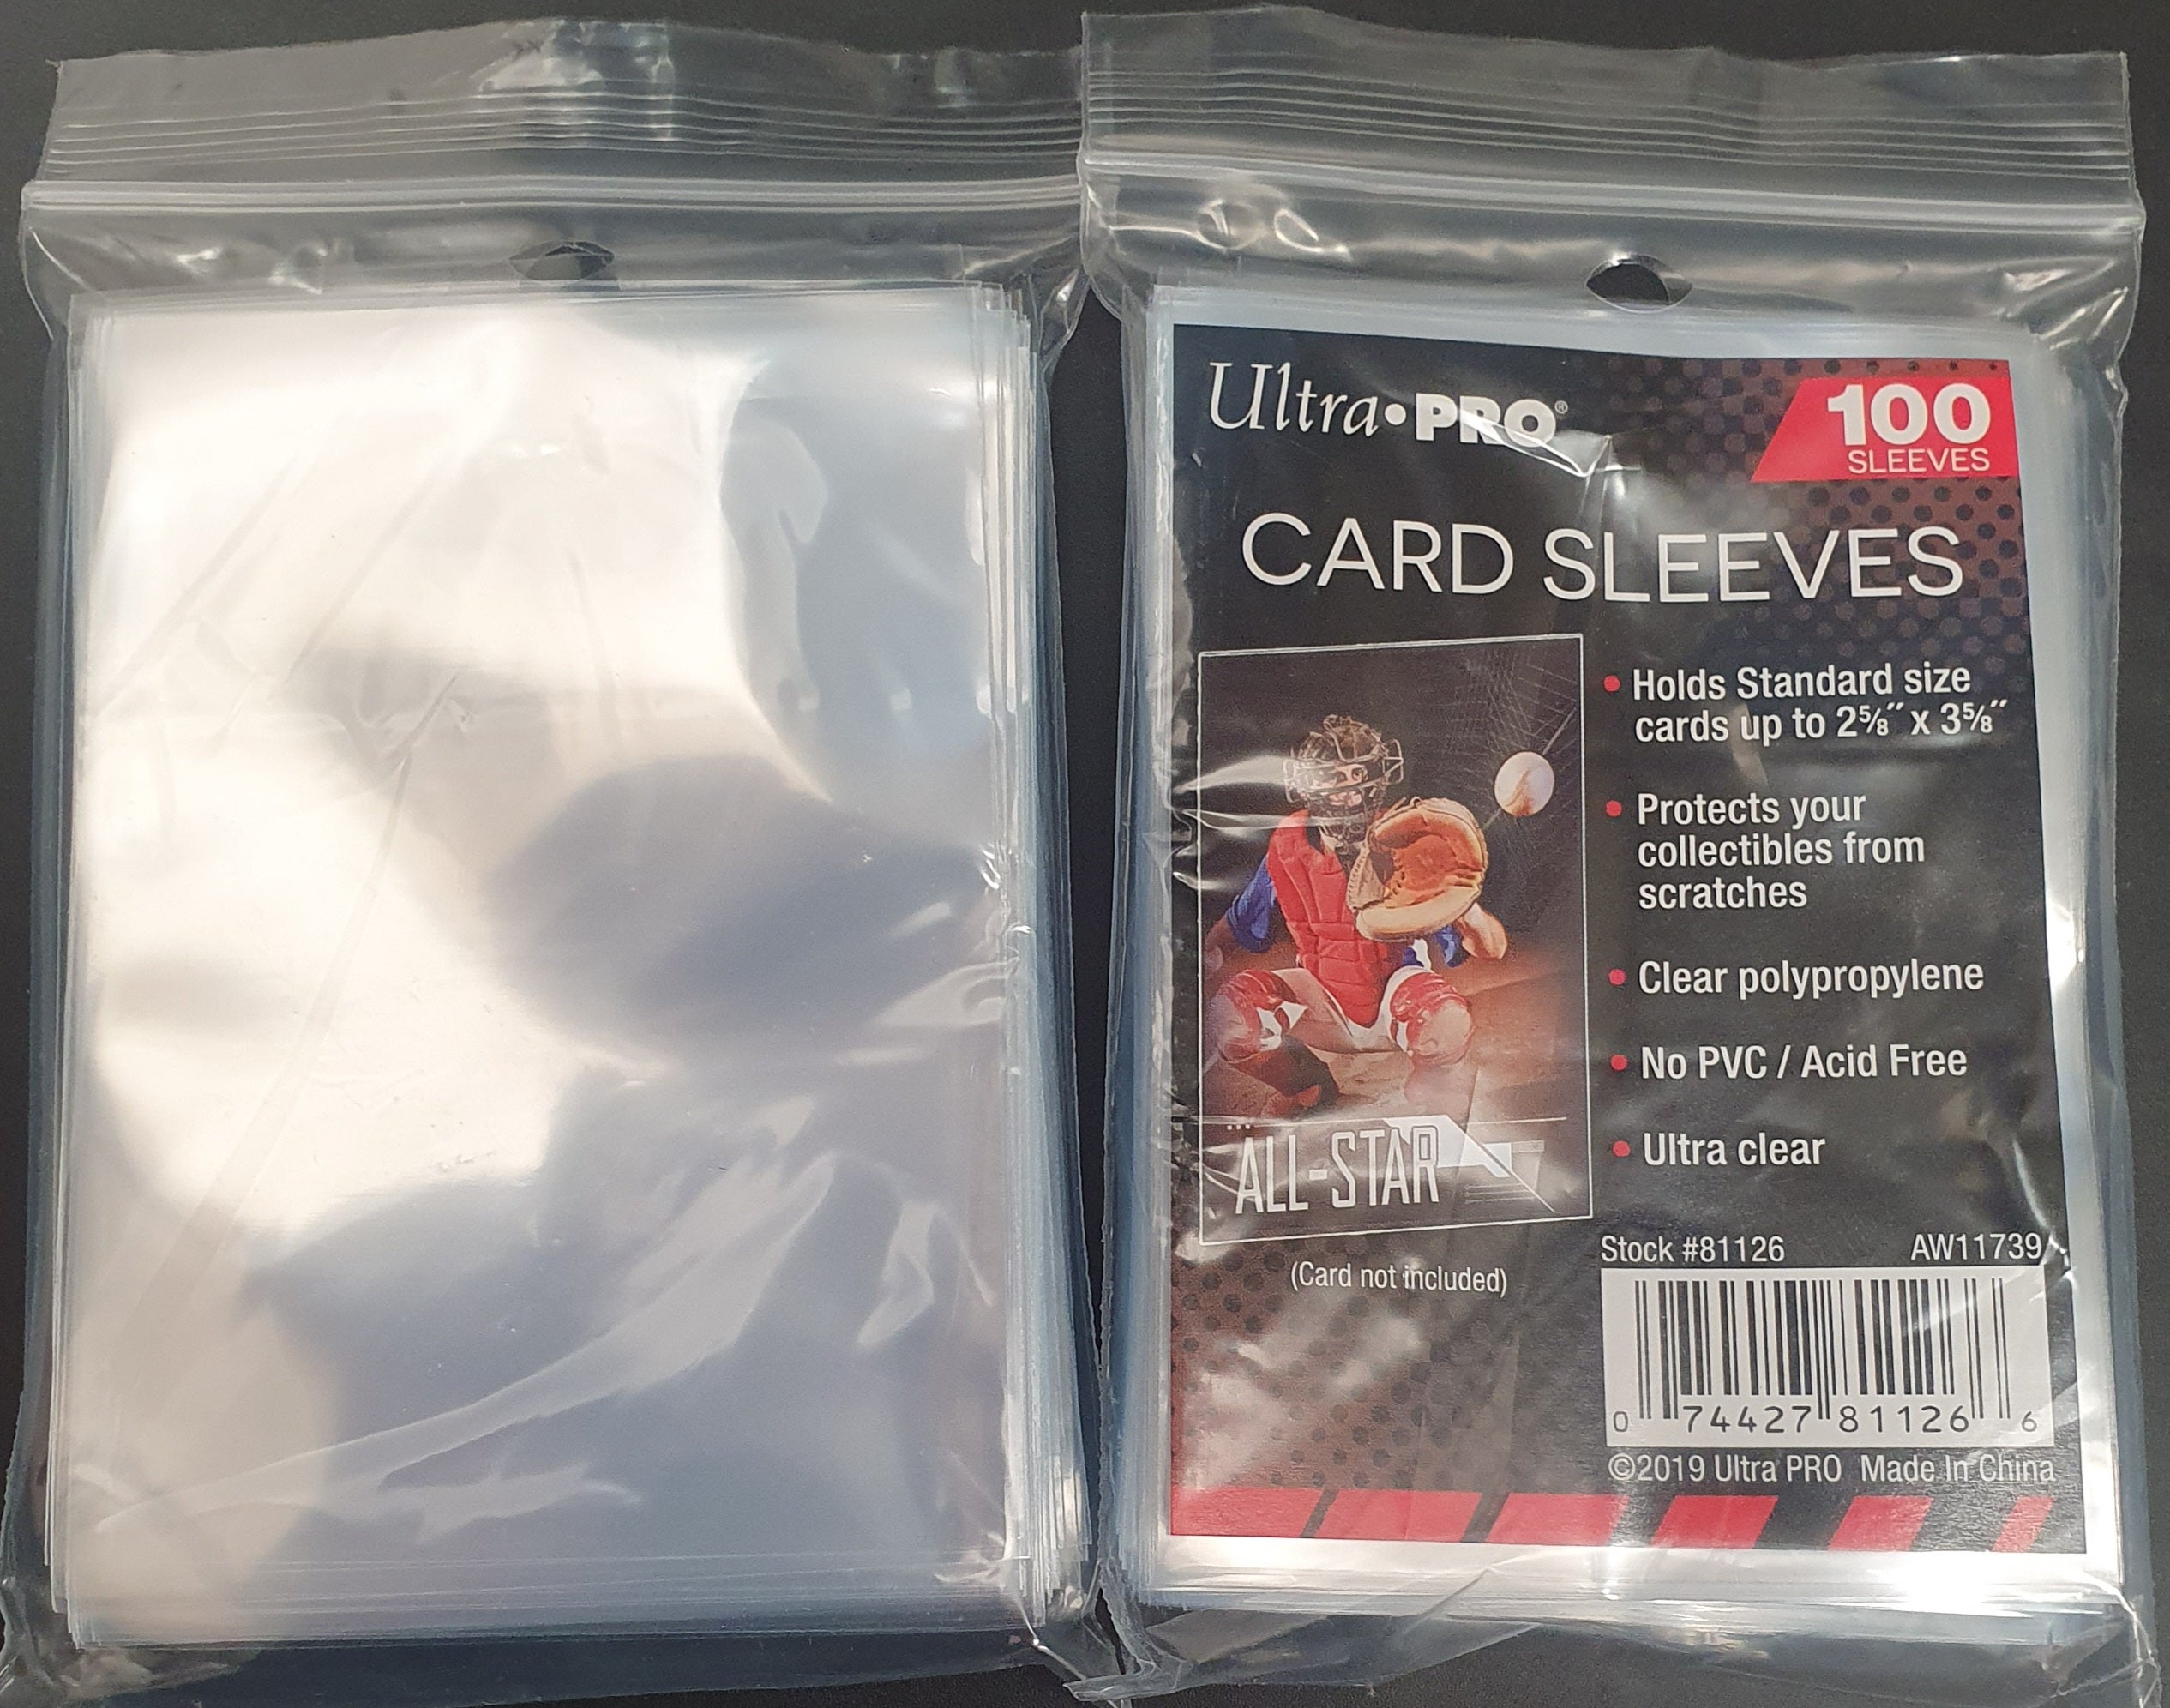 Ultra•PRO®
100
SLEEVES
CARD SLEEVES
• Holds Standard size
cards up to 2⅝″ x 3⅝″
• Protects your
collectibles from
scratches
• Clear polypropylene
• No PVC / Acid Free
• Ultra clear
ALL-STAR
(Card not included)
Stock #81126 AW11739
0 74427 81126 6
©2019 Ultra PRO Made In China